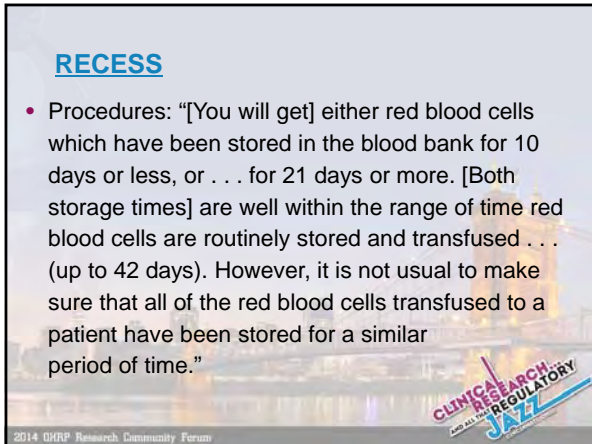 RECESS
• Procedures: “[You will get] either red blood cells
which have been stored in the blood bank for 10
days or less, or . . . for 21 days or more. [Both
storage times] are well within the range of time red
blood cells are routinely stored and transfused . . .
(up to 42 days). However, it is not usual to make
sure that all of the red blood cells transfused to a
patient have been stored for a similar
period of time.”
CLINICAL
RESEARCH...
AND ALL THAT REGULATORY
JAZZ
2014 OHRP Research Community Forum